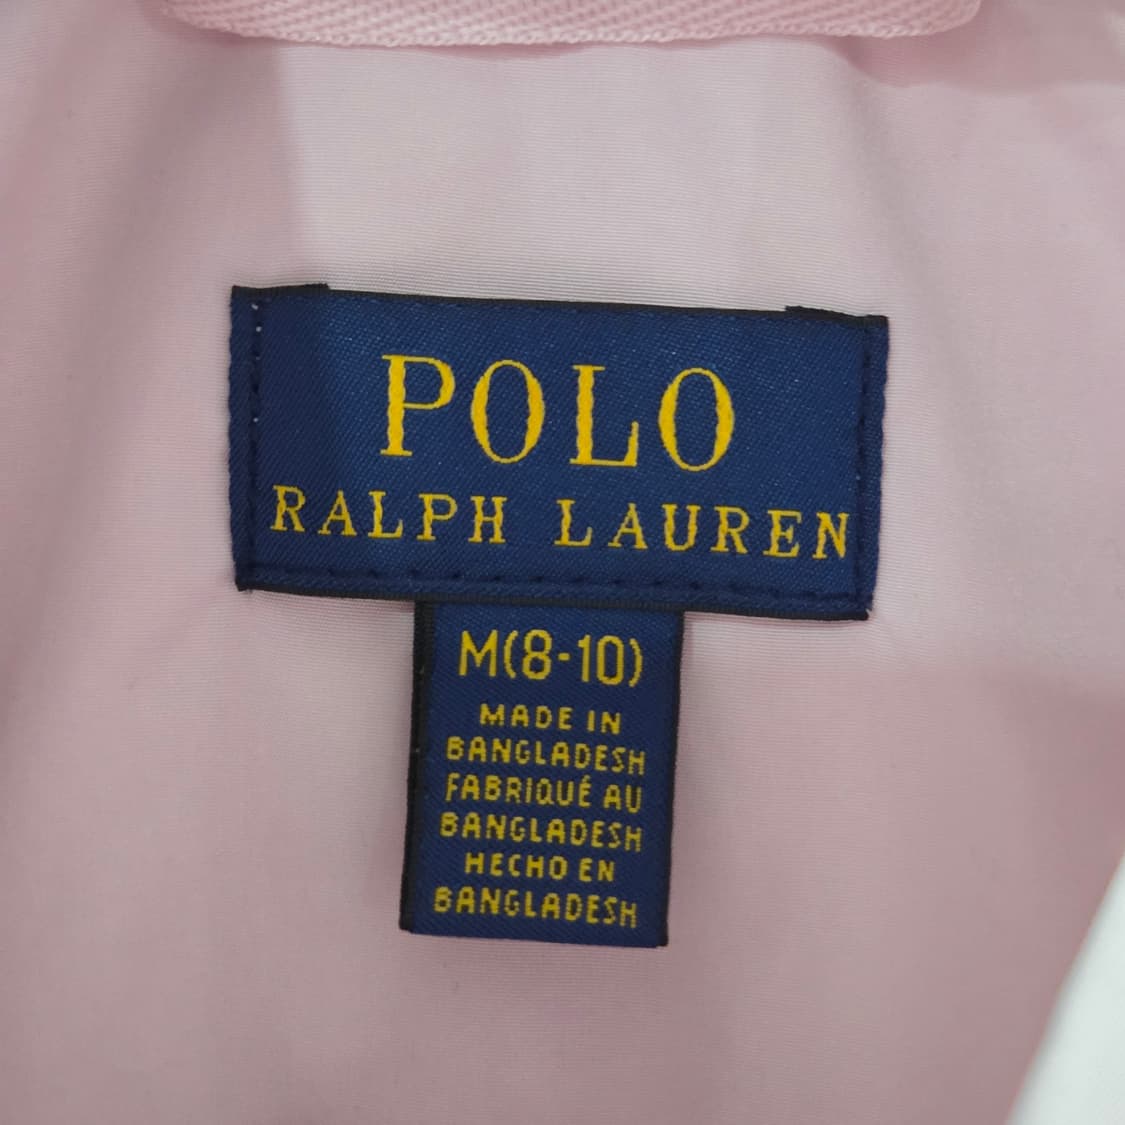 POLO
RALPH LAUREN
M(8-10)
MADE IN
BANGLADESH
FABRIQUÉ AU
BANGLADESH
HECHO EN
BANGLADESH